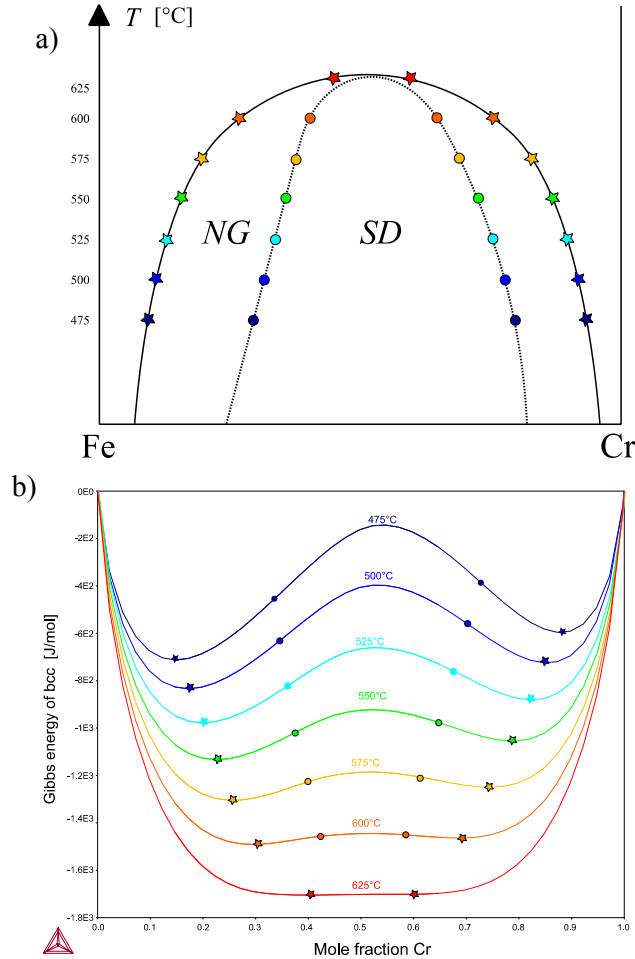 a)
T [°C]
625
600
575
550
525
500
475
NG
SD
Fe
Cr
b)
0E0
-2E2
-4E2
-6E2
-8E2
-1E3
-1.2E3
-1.4E3
-1.6E3
-1.8E3
Gibbs energy of bcc [J/mol]
475°C
500°C
525°C
550°C
575°C
600°C
625°C
0.0 0.1 0.2 0.3 0.4 0.5 0.6 0.7 0.8 0.9 1.0
Mole fraction Cr